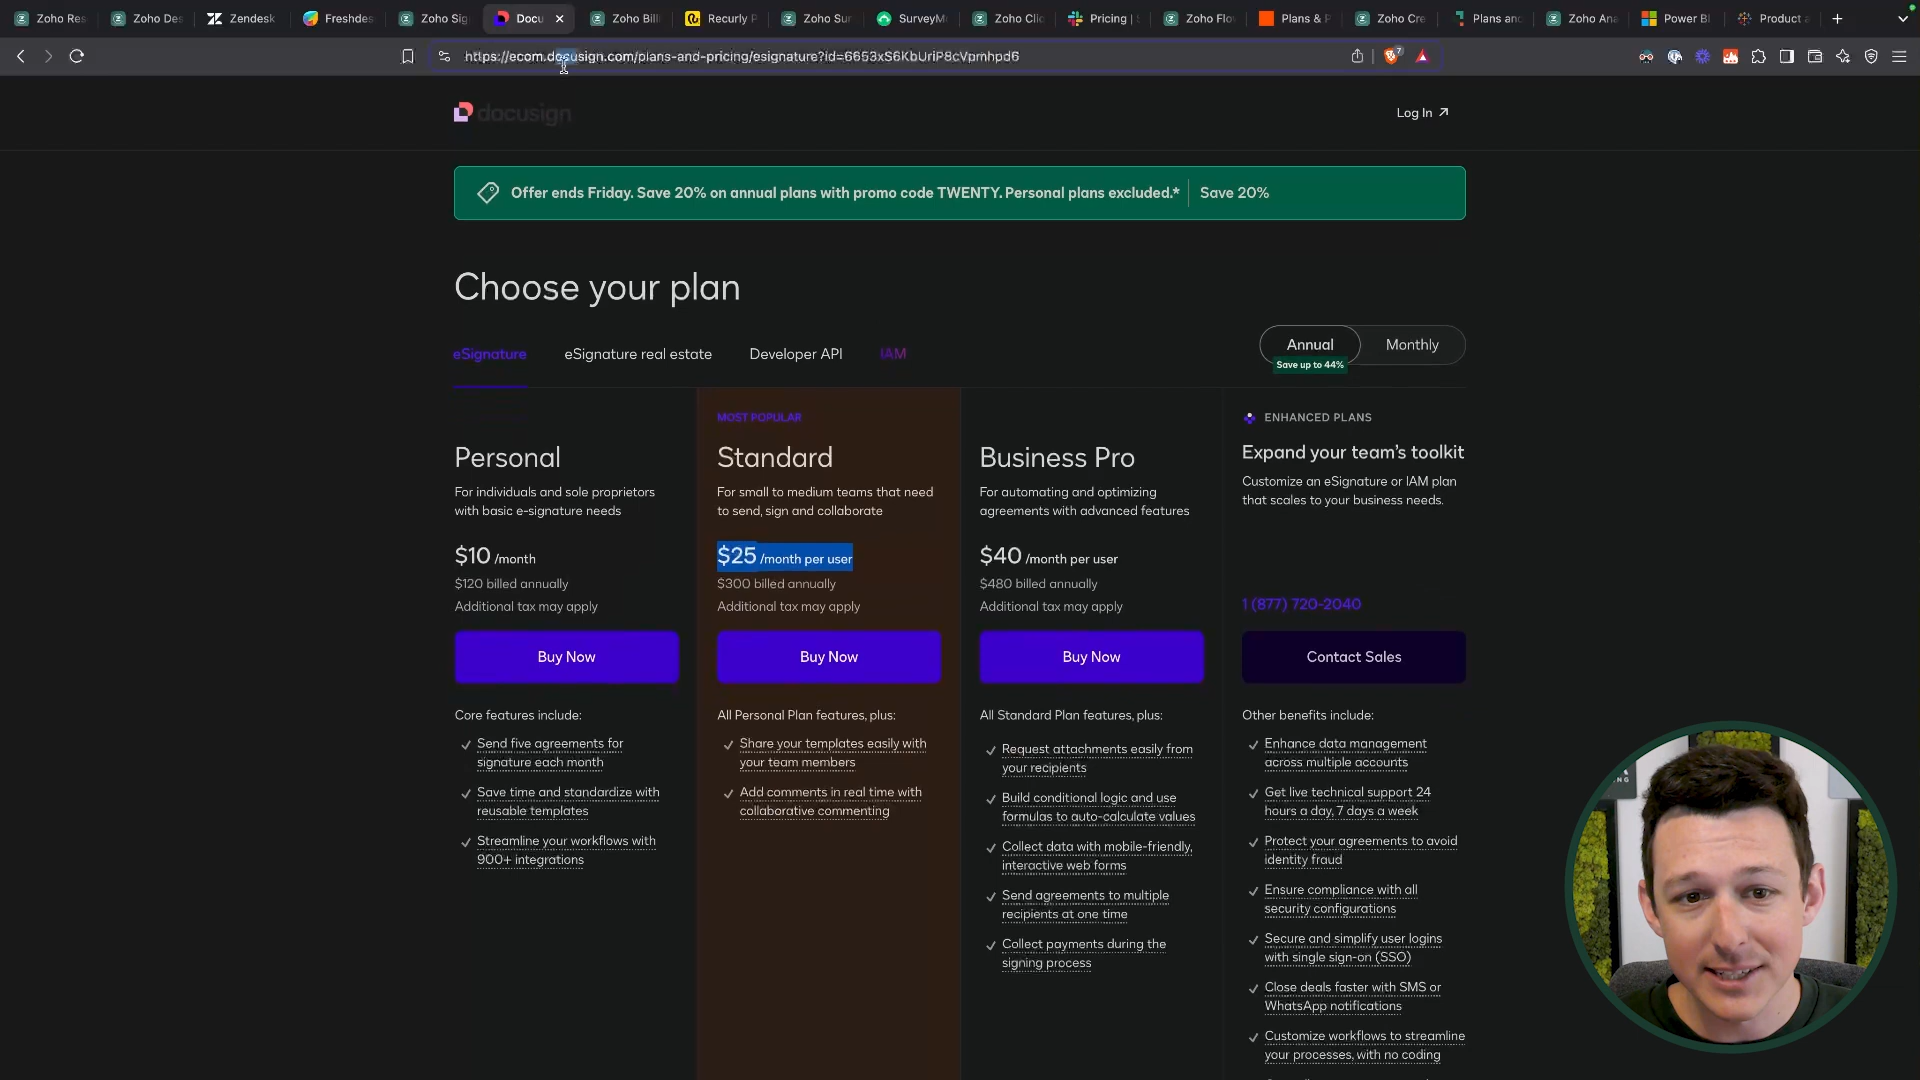 Zoho Res
Zoho Des
Zendesk
Freshdes
Zoho Sig
Docu
Zoho Billi
Recurly P
Zoho Sur
SurveyM
Zoho Clic
Pricing |
Zoho Flo
Plans & P
Zoho Cre
Plans and
Zoho Ana
Power BI
Product a
https://ecom.docusign.com/plans-and-pricing/esignature?id=6653xS6KbUriP8cVpmhpd6
7
docusign
Log In
Offer ends Friday. Save 20% on annual plans with promo code TWENTY. Personal plans excluded.*
Save 20%
Choose your plan
eSignature
eSignature real estate
Developer API
IAM
Annual
Monthly
Save up to 44%
Personal
For individuals and sole proprietors
with basic e-signature needs
$10 /month
$120 billed annually
Additional tax may apply
Buy Now
Core features include:
Send five agreements for
signature each month
Save time and standardize with
reusable templates
Streamline your workflows with
900+ integrations
MOST POPULAR
Standard
For small to medium teams that need
to send, sign and collaborate
$25 /month per user
$300 billed annually
Additional tax may apply
Buy Now
All Personal Plan features, plus:
Share your templates easily with
your team members
Add comments in real time with
collaborative commenting
Business Pro
For automating and optimizing
agreements with advanced features
$40 /month per user
$480 billed annually
Additional tax may apply
Buy Now
All Standard Plan features, plus:
Request attachments easily from
your recipients
Build conditional logic and use
formulas to auto-calculate values
Collect data with mobile-friendly,
interactive web forms
Send agreements to multiple
recipients at one time
Collect payments during the
signing process
ENHANCED PLANS
Expand your team's toolkit
Customize an eSignature or IAM plan
that scales to your business needs.
1 (877) 720-2040
Contact Sales
Other benefits include:
Enhance data management
across multiple accounts
Get live technical support 24
hours a day, 7 days a week
Protect your agreements to avoid
identity fraud
Ensure compliance with all
security configurations
Secure and simplify user logins
with single sign-on (SSO)
Close deals faster with SMS or
WhatsApp notifications
Customize workflows to streamline
your processes, with no coding